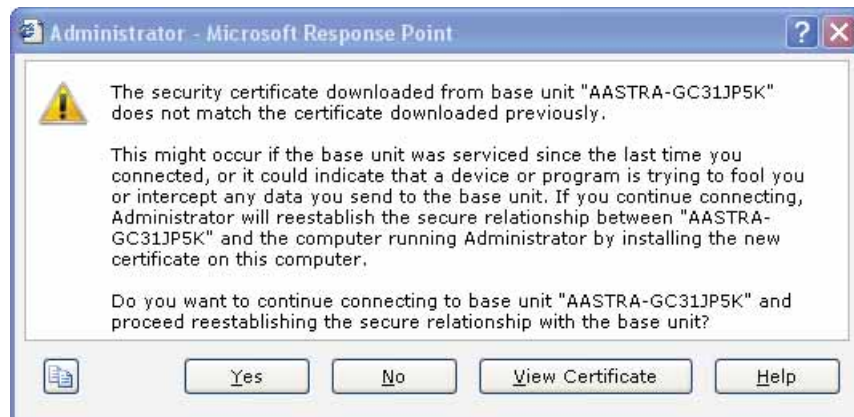 Administrator - Microsoft Response Point
The security certificate downloaded from base unit "AASTRA-GC31JP5K"
does not match the certificate downloaded previously.
This might occur if the base unit was serviced since the last time you
connected, or it could indicate that a device or program is trying to fool you
or intercept any data you send to the base unit. If you continue connecting,
Administrator will reestablish the secure relationship between "AASTRA-
GC31JP5K" and the computer running Administrator by installing the new
certificate on this computer.
Do you want to continue connecting to base unit "AASTRA-GC31JP5K" and
proceed reestablishing the secure relationship with the base unit?
Yes No View Certificate Help